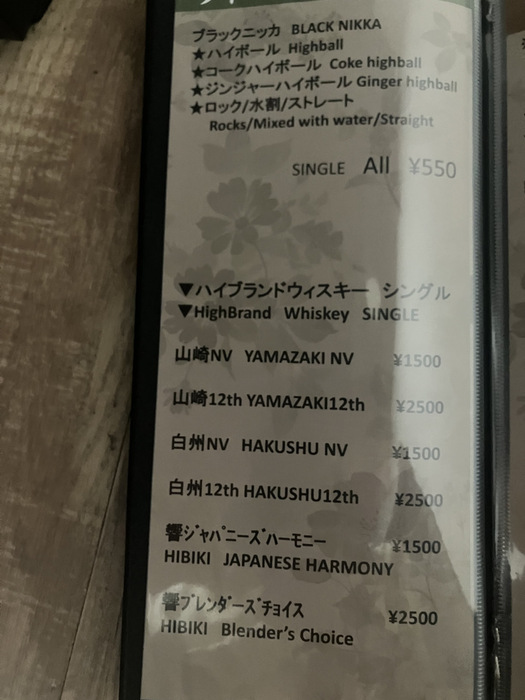 ブラックニッカ BLACK NIKKA
★ハイボール Highball
★コークハイボール Coke highball
★ジンジャーハイボール Ginger highball
★ロック/水割/ストレート
Rocks/Mixed with water/Straight
SINGLE All ¥550
▼ハイブランドウィスキー シングル
▼HighBrand Whiskey SINGLE
山崎NV YAMAZAKI NV ¥1500
山崎12th YAMAZAKI12th ¥2500
白州NV HAKUSHU NV ¥1500
白州12th HAKUSHU12th ¥2500
響ｼﾞｬﾊﾟﾆｰｽﾞﾊｰﾓﾆｰ ¥1500
HIBIKI JAPANESE HARMONY
響ﾌﾞﾚﾝﾀﾞｰｽﾞﾁｮｲｽ ¥2500
HIBIKI Blender's Choice